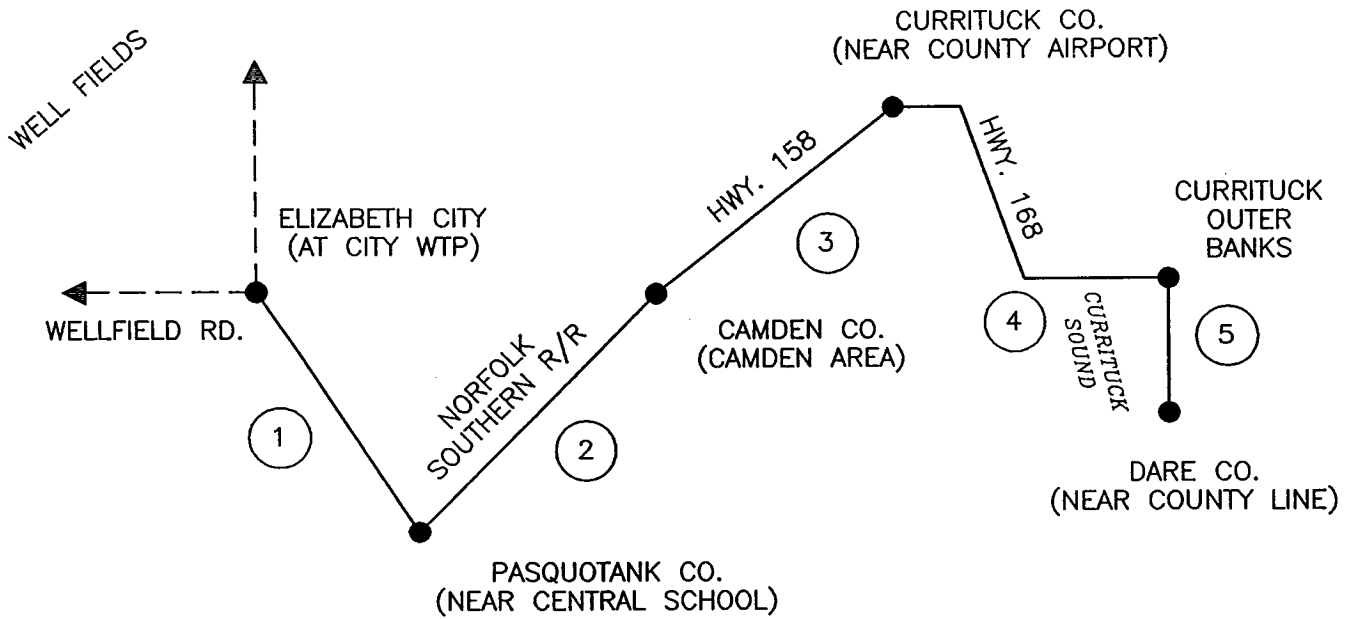 CURRITUCK CO.
(NEAR COUNTY AIRPORT)
WELL FIELDS
HWY. 158
HWY. 168
CURRITUCK
OUTER
BANKS
ELIZABETH CITY
(AT CITY WTP)
3
WELLFIELD RD.
NORFOLK
SOUTHERN R/R
CAMDEN CO.
(CAMDEN AREA)
4
CURRITUCK
SOUND
5
1
2
DARE CO.
(NEAR COUNTY LINE)
PASQUOTANK CO.
(NEAR CENTRAL SCHOOL)